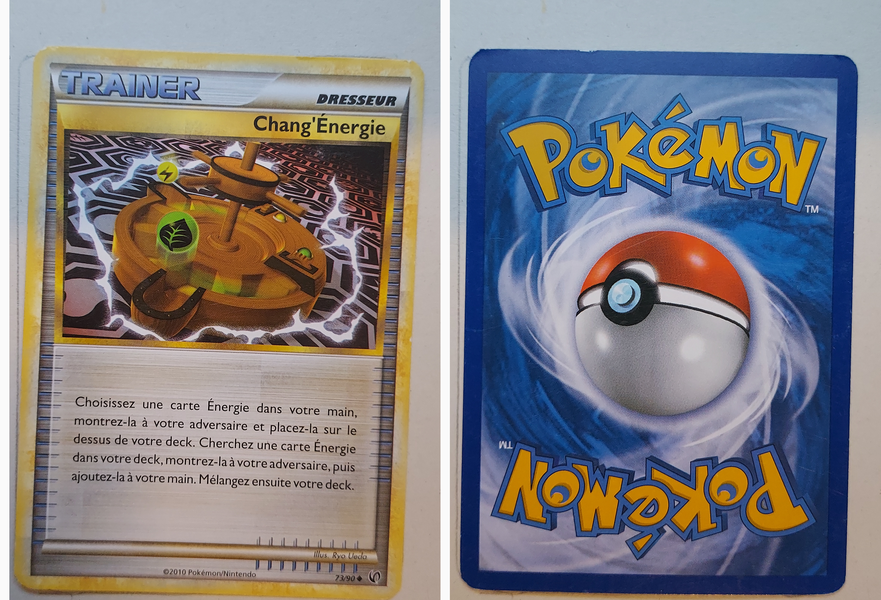 TRAINER
DRESSEUR
Chang'Énergie
Choisissez une carte Énergie dans votre main,
montrez-la à votre adversaire et placez-la sur le
dessus de votre deck. Cherchez une carte Énergie
dans votre deck, montrez-la à votre adversaire, puis
ajoutez-la à votre main. Mélangez ensuite votre deck.
Illus. Ryo Ueda
©2010 Pokémon/Nintendo
73/90
POKéMON
TM
TM
POKéMON